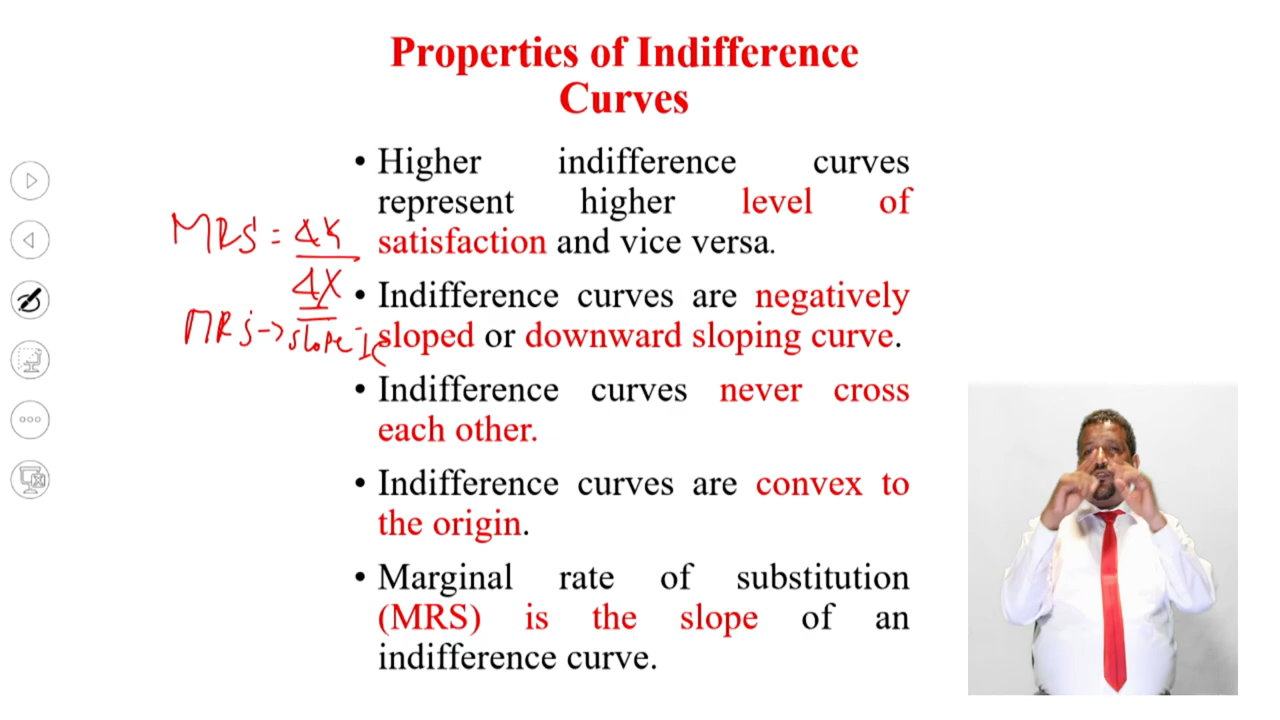 Properties of Indifference
Curves
• Higher indifference curves
represent higher level of
satisfaction and vice versa.
• Indifference curves are negatively
sloped or downward sloping curve.
• Indifference curves never cross
each other.
• Indifference curves are convex to
the origin.
• Marginal rate of substitution
(MRS) is the slope of an
indifference curve.
MRS =
ΔX
MRS → slope IC